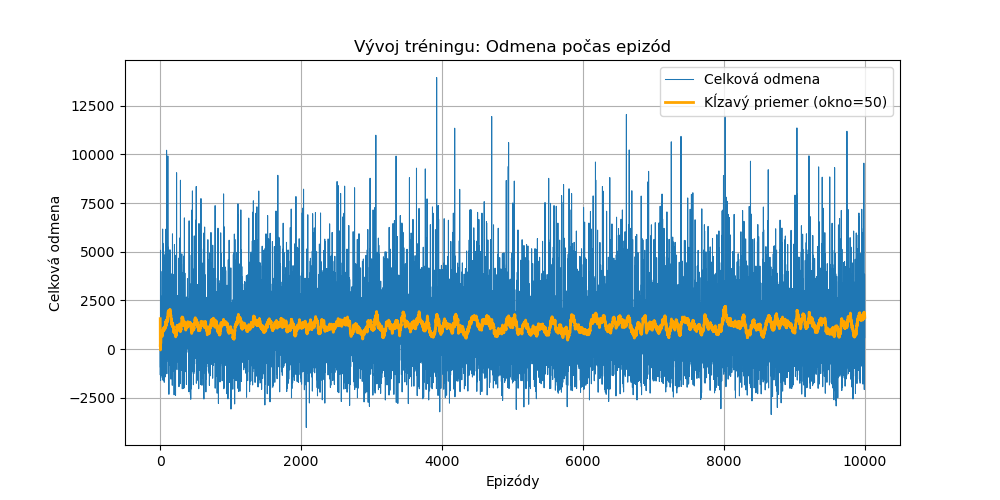 Vývoj tréningu: Odmena počas epizód
Celková odmena
Kĺzavý priemer (okno=50)
12500
10000
7500
5000
2500
0
−2500
Celková odmena
0 2000 4000 6000 8000 10000
Epizódy